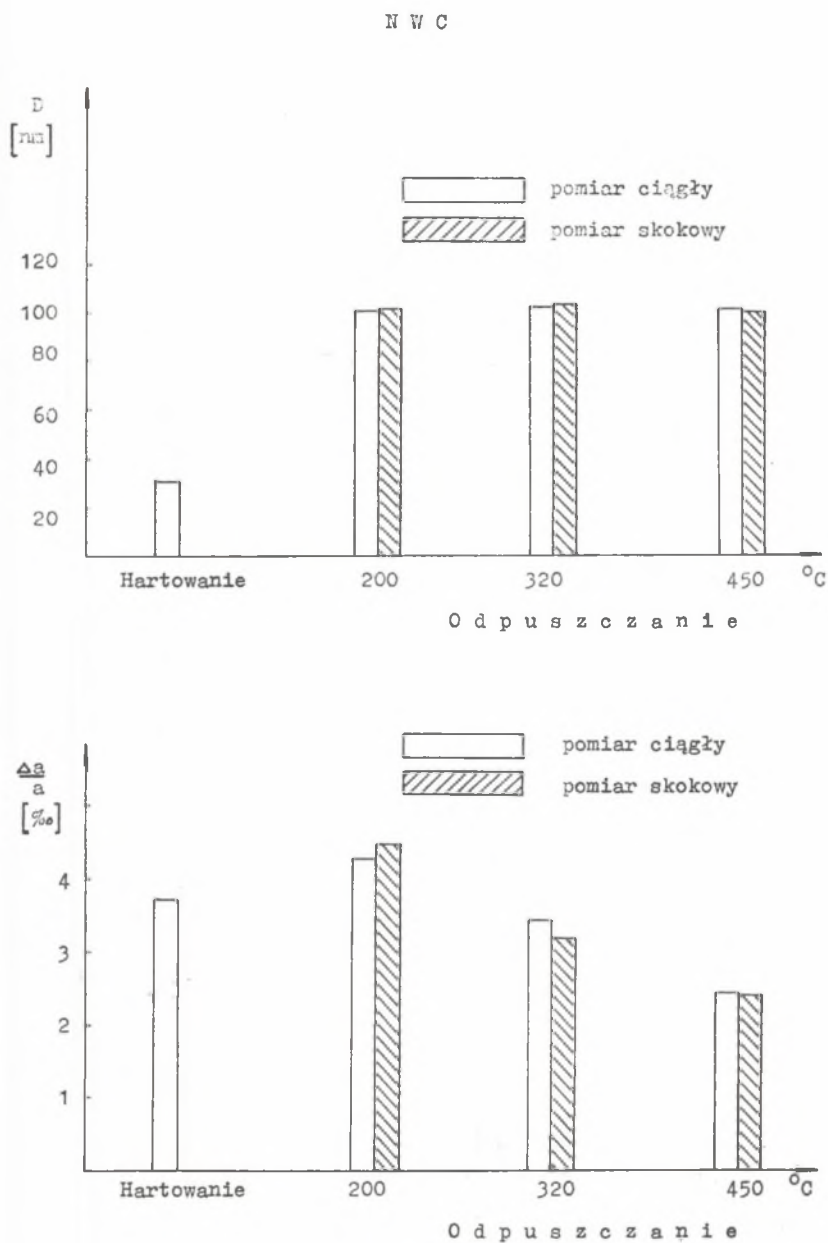 N W C
D
[nm]
pomiar ciągły
pomiar skokowy
120
100
80
60
40
20
Hartowanie 200 320 450 °C
O d p u s z c z a n i e
pomiar ciągły
pomiar skokowy
Δa
a
[‰]
4
3
2
1
Hartowanie 200 320 450 °C
O d p u s z c z a n i e